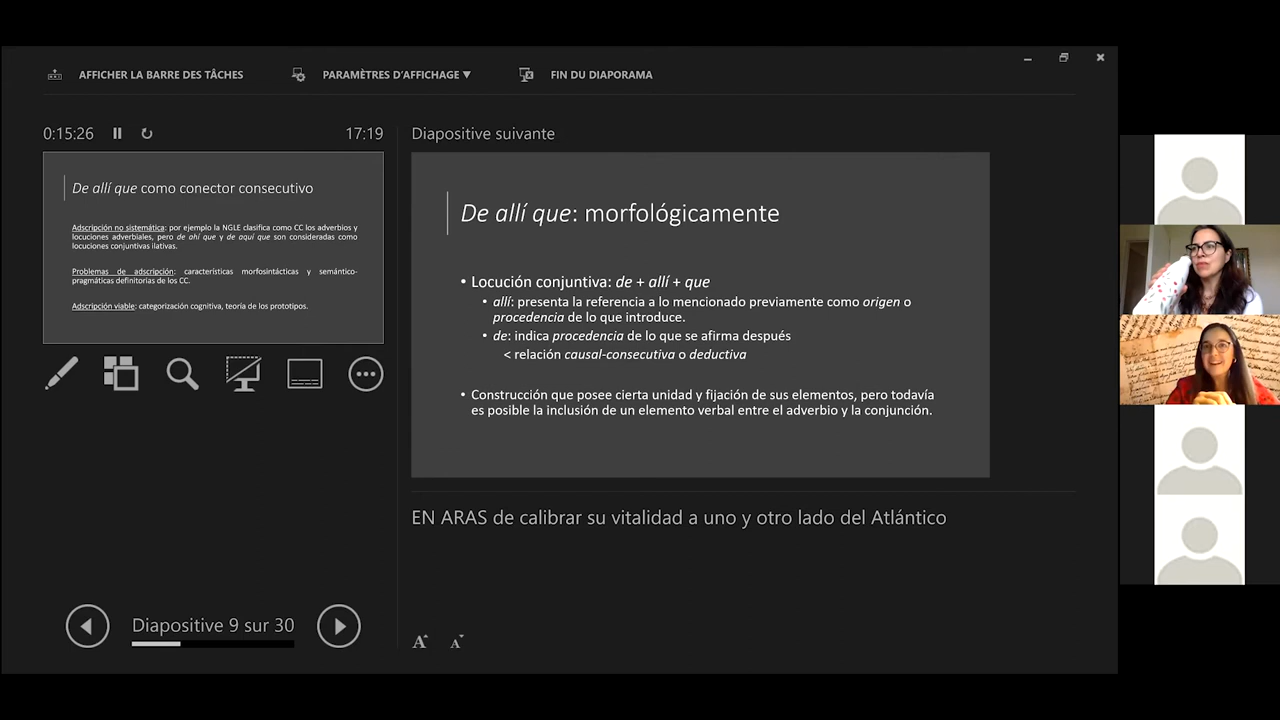 AFFICHER LA BARRE DES TÂCHES
PARAMÈTRES D'AFFICHAGE ▼
FIN DU DIAPORAMA
0:15:26
17:19
Diapositive suivante
De allí que como conector consecutivo
Adscripción no sistemática: por ejemplo la NGLE clasifica como CC los adverbios y
locuciones adverbiales, pero de ahí que y de aquí que son consideradas como
locuciones conjuntivas ilativas.
Problemas de adscripción: características morfosintácticas y semántico-
pragmáticas definitorias de los CC.
Adscripción viable: categorización cognitiva, teoría de los prototipos.
De allí que: morfológicamente
• Locución conjuntiva: de + allí + que
• allí: presenta la referencia a lo mencionado previamente como origen o
procedencia de lo que introduce.
• de: indica procedencia de lo que se afirma después
< relación causal-consecutiva o deductiva
• Construcción que posee cierta unidad y fijación de sus elementos, pero todavía
es posible la inclusión de un elemento verbal entre el adverbio y la conjunción.
EN ARAS de calibrar su vitalidad a uno y otro lado del Atlántico
Diapositive 9 sur 30
A A